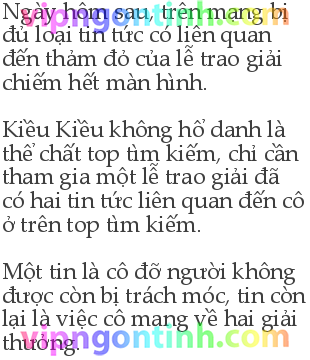 Ngày hôm sau, trên mạng bị
đủ loại tin tức có liên quan
đến thảm đỏ của lễ trao giải
chiếm hết màn hình.
Kiều Kiều không hổ danh là
thể chất top tìm kiếm, chỉ cần
tham gia một lễ trao giải đã
có hai tin tức liên quan đến cô
ở trên top tìm kiếm.
Một tin là cô đỡ người không
được còn bị trách móc, tin còn
lại là việc cô mang về hai giải
thưởng.
vipngontinh.com
vipngontinh.com